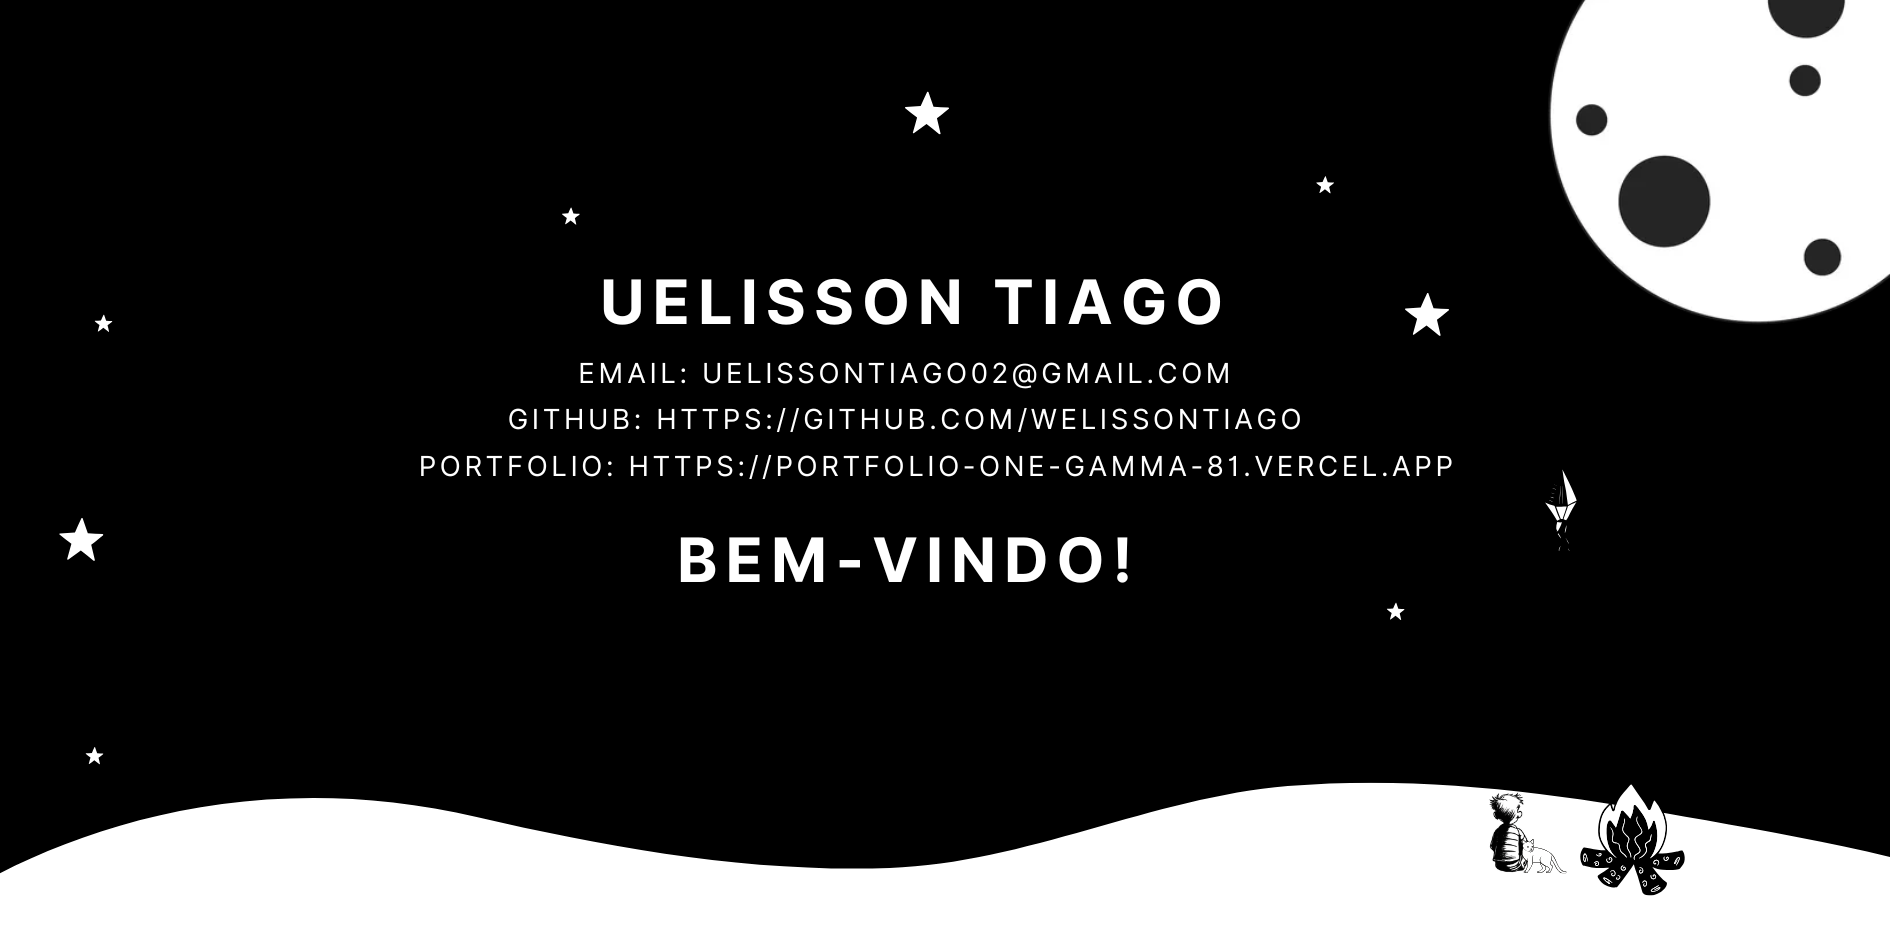 UELISSON TIAGO
EMAIL: UELISSONTIAGO02@GMAIL.COM
GITHUB: HTTPS://GITHUB.COM/WELISSONTIAGO
PORTFOLIO: HTTPS://PORTFOLIO-ONE-GAMMA-81.VERCEL.APP
BEM-VINDO!